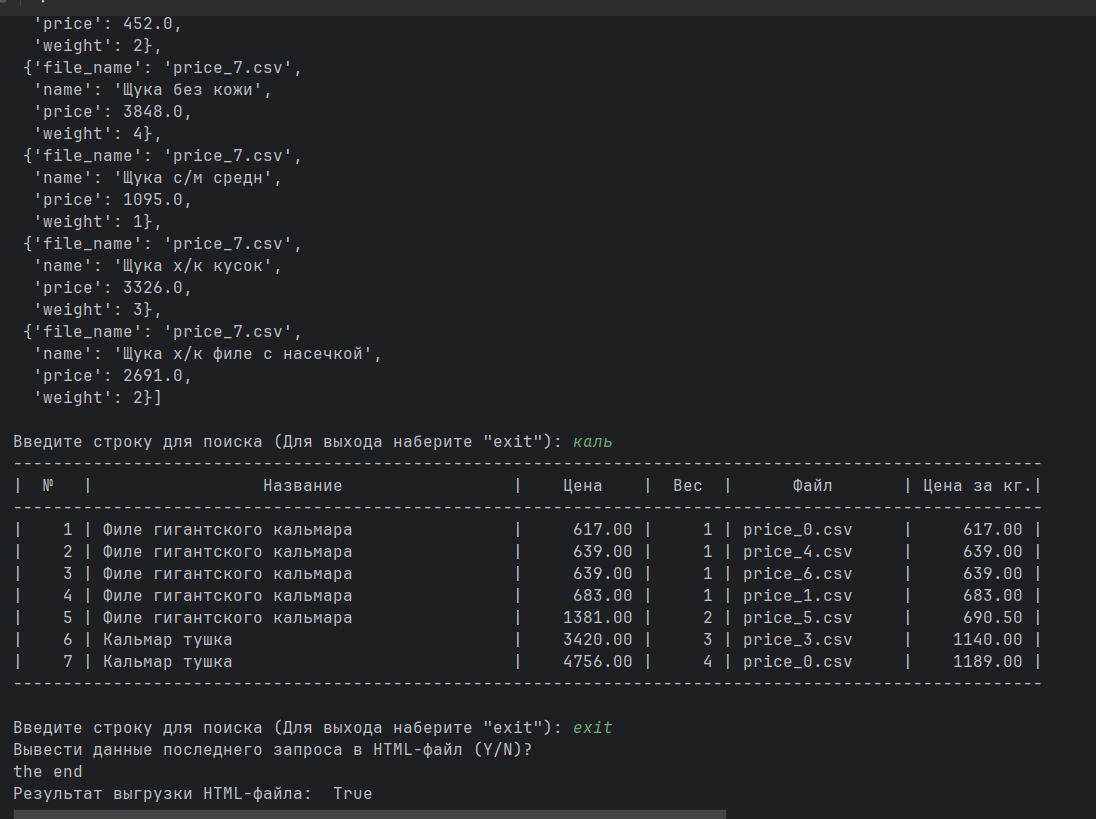 'price': 452.0,
'weight': 2},
{'file_name': 'price_7.csv',
'name': 'Щука без кожи',
'price': 3848.0,
'weight': 4},
{'file_name': 'price_7.csv',
'name': 'Щука с/м средн',
'price': 1095.0,
'weight': 1},
{'file_name': 'price_7.csv',
'name': 'Щука х/к кусок',
'price': 3326.0,
'weight': 3},
{'file_name': 'price_7.csv',
'name': 'Щука х/к филе с насечкой',
'price': 2691.0,
'weight': 2}]
Введите строку для поиска (Для выхода наберите "exit"): каль
-------------------------------------------------------------------------------------------------------
|  №   |                 Название                 |    Цена    |  Вес  |      Файл       | Цена за кг.|
-------------------------------------------------------------------------------------------------------
|    1 | Филе гигантского кальмара                |     617.00 |     1 | price_0.csv     |     617.00 |
|    2 | Филе гигантского кальмара                |     639.00 |     1 | price_4.csv     |     639.00 |
|    3 | Филе гигантского кальмара                |     639.00 |     1 | price_6.csv     |     639.00 |
|    4 | Филе гигантского кальмара                |     683.00 |     1 | price_1.csv     |     683.00 |
|    5 | Филе гигантского кальмара                |    1381.00 |     2 | price_5.csv     |     690.50 |
|    6 | Кальмар тушка                            |    3420.00 |     3 | price_3.csv     |    1140.00 |
|    7 | Кальмар тушка                            |    4756.00 |     4 | price_0.csv     |    1189.00 |
-------------------------------------------------------------------------------------------------------
Введите строку для поиска (Для выхода наберите "exit"): exit
Вывести данные последнего запроса в HTML-файл (Y/N)?
the end
Результат выгрузки HTML-файла:  True